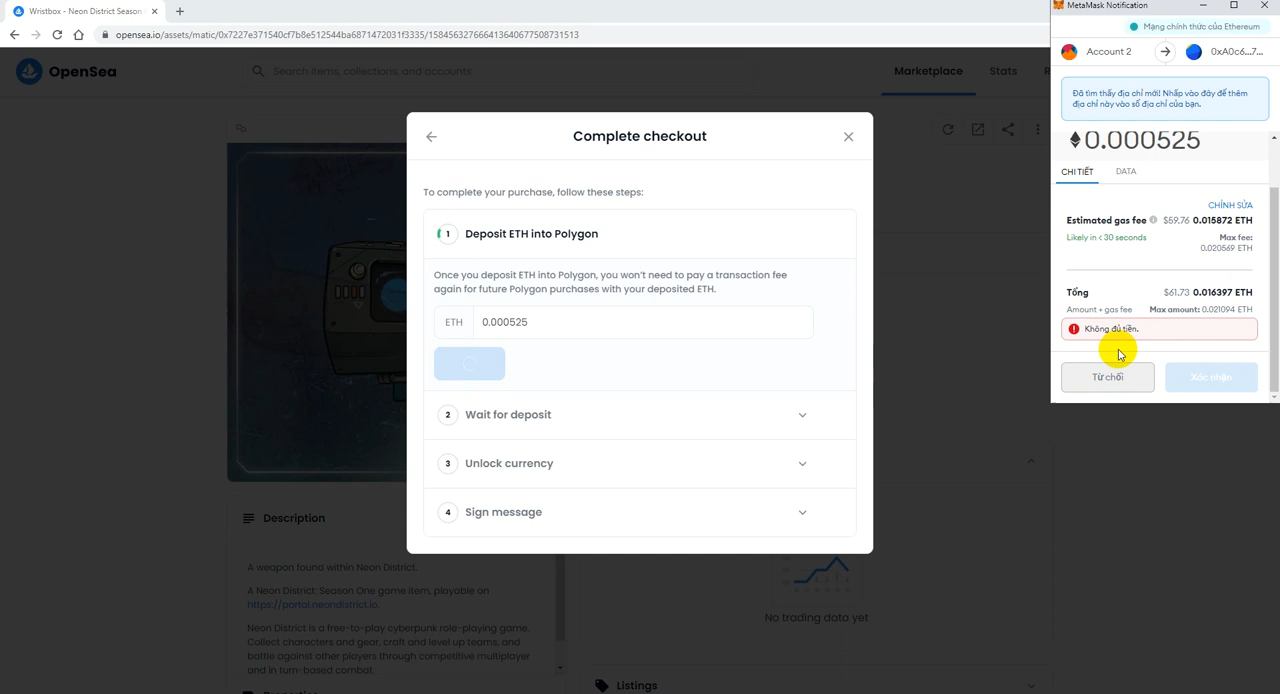 Wristbox - Neon District Season
MetaMask Notification
opensea.io/assets/matic/
Mạng chính thức của Ethereum
OpenSea
Search items, collections, and accounts
Marketplace
Stats
R
Account 2
0xA0c6...7...
Đã tìm thấy địa chỉ mới! Nhấp vào đây để thêm
địa chỉ này vào sổ địa chỉ của bạn.
0.000525
CHI TIẾT
DATA
CHỈNH SỬA
Estimated gas fee $59.76 0.015872 ETH
Likely in < 30 seconds
Max fee:
0.020569 ETH
Tổng
$61.73 0.016397 ETH
Amount + gas fee
Max amount: 0.021094 ETH
Không đủ tiền.
Từ chối
Xác nhận
Complete checkout
To complete your purchase, follow these steps:
1
Deposit ETH into Polygon
Once you deposit ETH into Polygon, you won't need to pay a transaction fee
again for future Polygon purchases with your deposited ETH.
ETH
0.000525
2
Wait for deposit
3
Unlock currency
4
Sign message
Description
A weapon found within Neon District.
A Neon District: Season One game item, playable on
https://portal.neondistrict.io.
Neon District is a free-to-play cyberpunk role-playing game.
Collect characters and gear, craft and level up teams, and
battle against other players through competitive multiplayer
and in turn-based combat.
No trading data yet
Listings